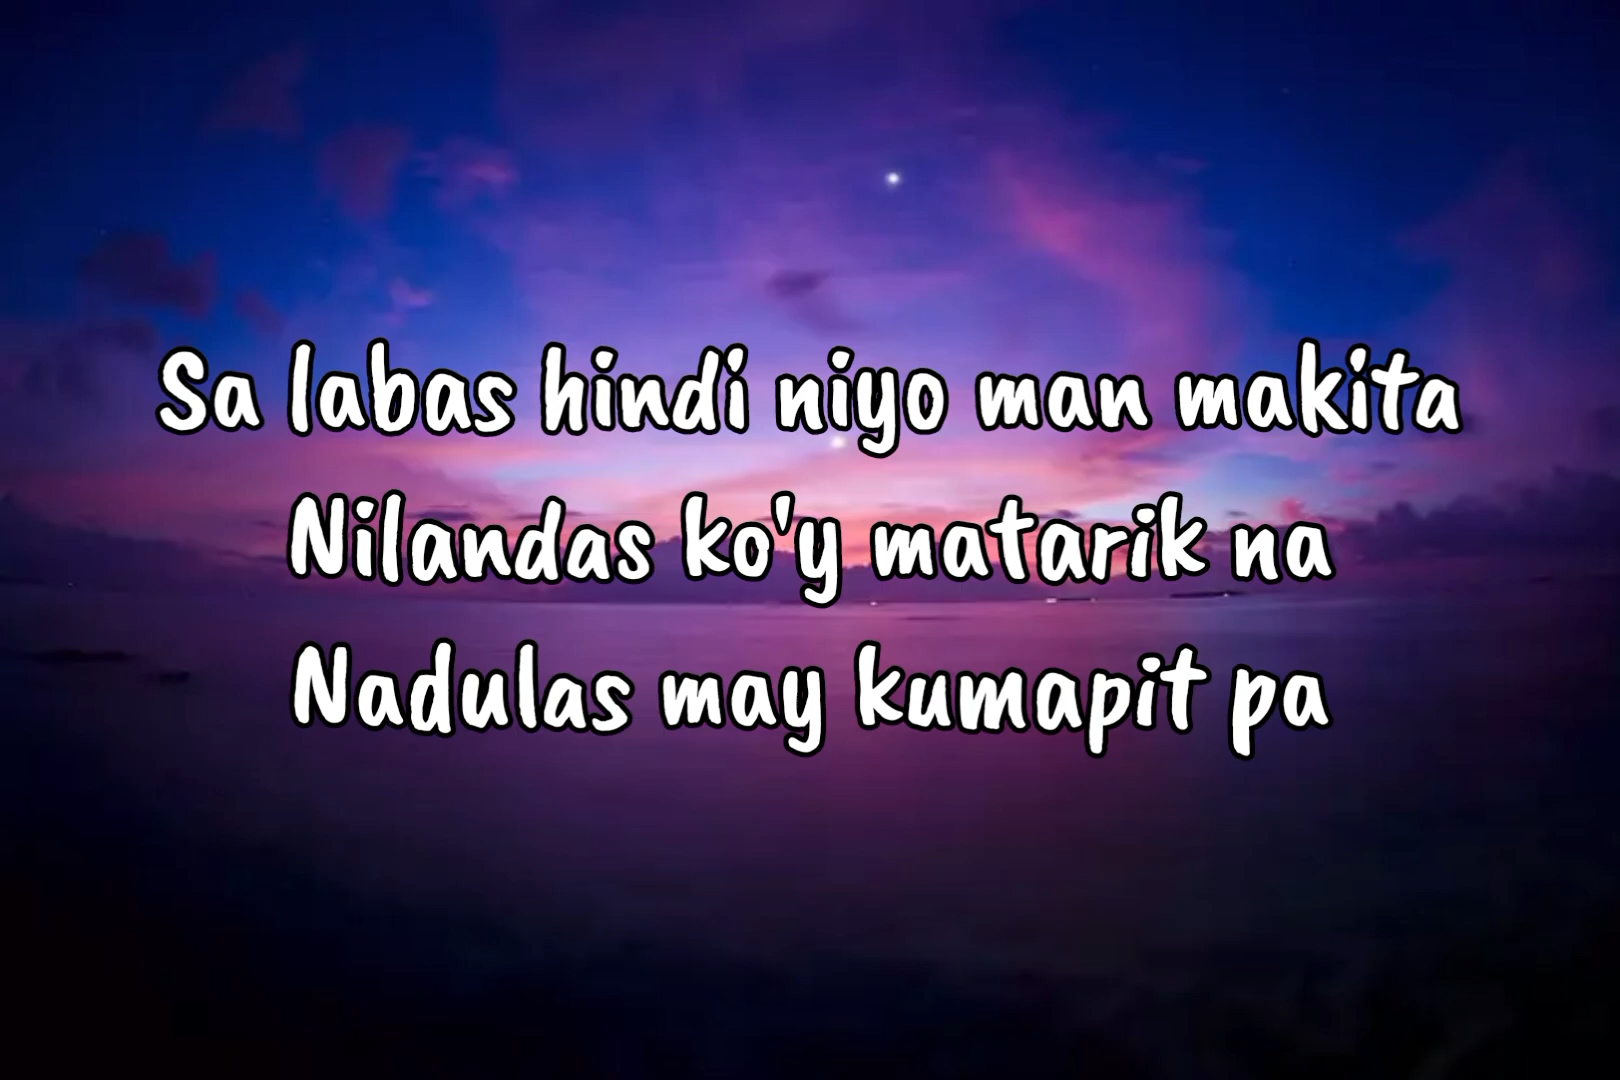 Sa labas hindi niyo man makita
Nilandas ko'y matarik na
Nadulas may kumapit pa